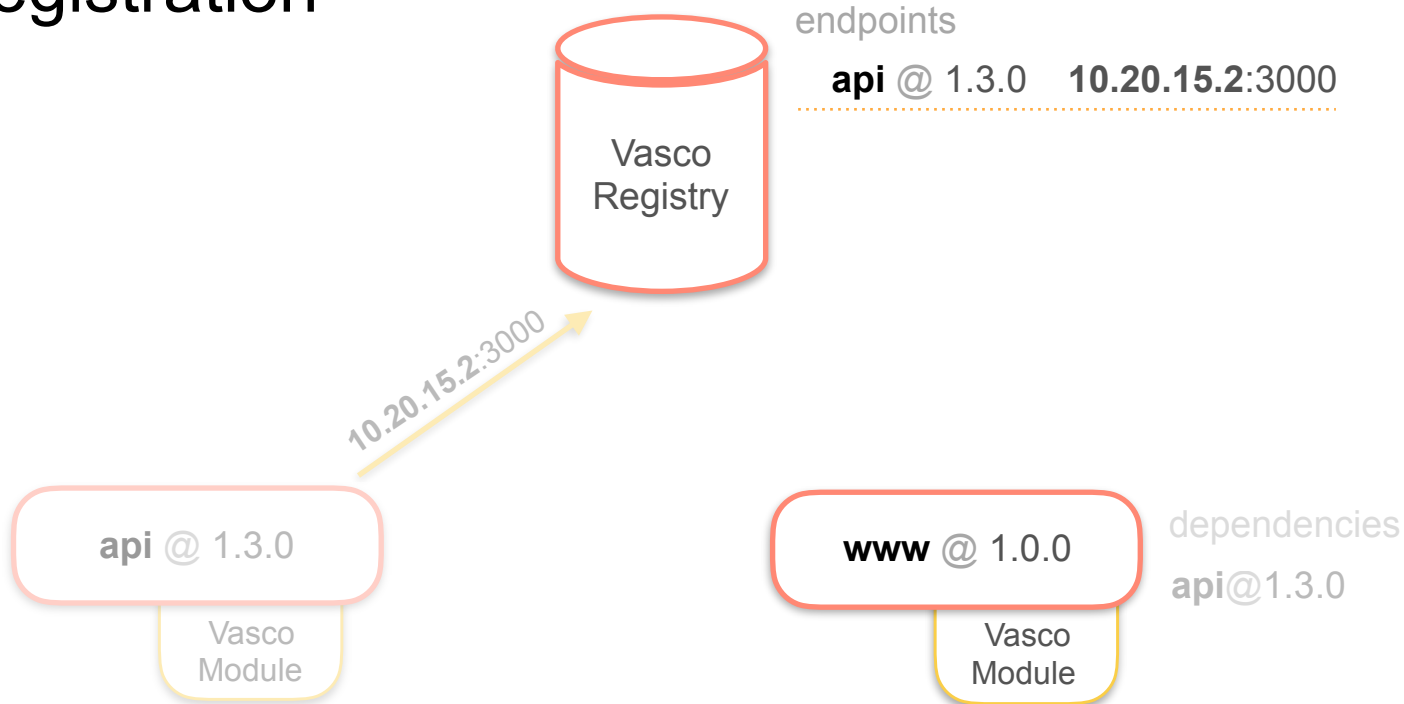 egistration
endpoints
api @ 1.3.0 10.20.15.2:3000
Vasco
Registry
10.20.15.2:3000
api @ 1.3.0
Vasco
Module
www @ 1.0.0
Vasco
Module
dependencies
api@1.3.0